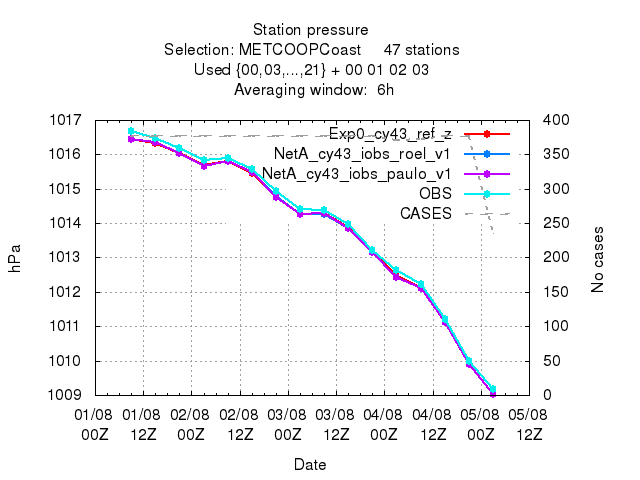 Station pressure
Selection: METCOOPCoast 47 stations
Used {00,03,...,21} + 00 01 02 03
Averaging window: 6h
1017 400
Exp0_cy43_ref_z
1016 NetA_cy43_iobs_roel_v1 350
NetA_cy43_iobs_paulo_v1
1015 OBS 300
CASES
1014 250
hPa
1013 200
No cases
1012 150
1011 100
1010 50
1009 0
01/08 01/08 02/08 02/08 03/08 03/08 04/08 04/08 05/08 05/08
00Z 12Z 00Z 12Z 00Z 12Z 00Z 12Z 00Z 12Z
Date